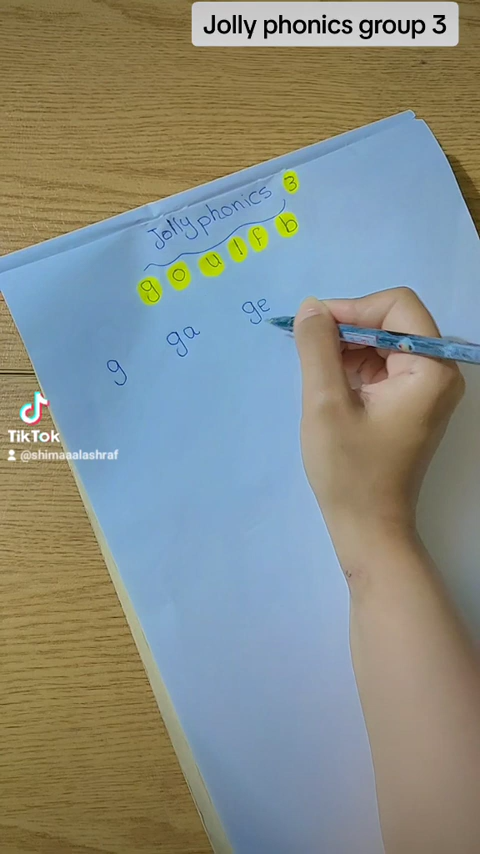 Jolly phonics group 3
Jolly phonics 3
g o u l f b
g ga ge
TikTok
@shimaaalashraf